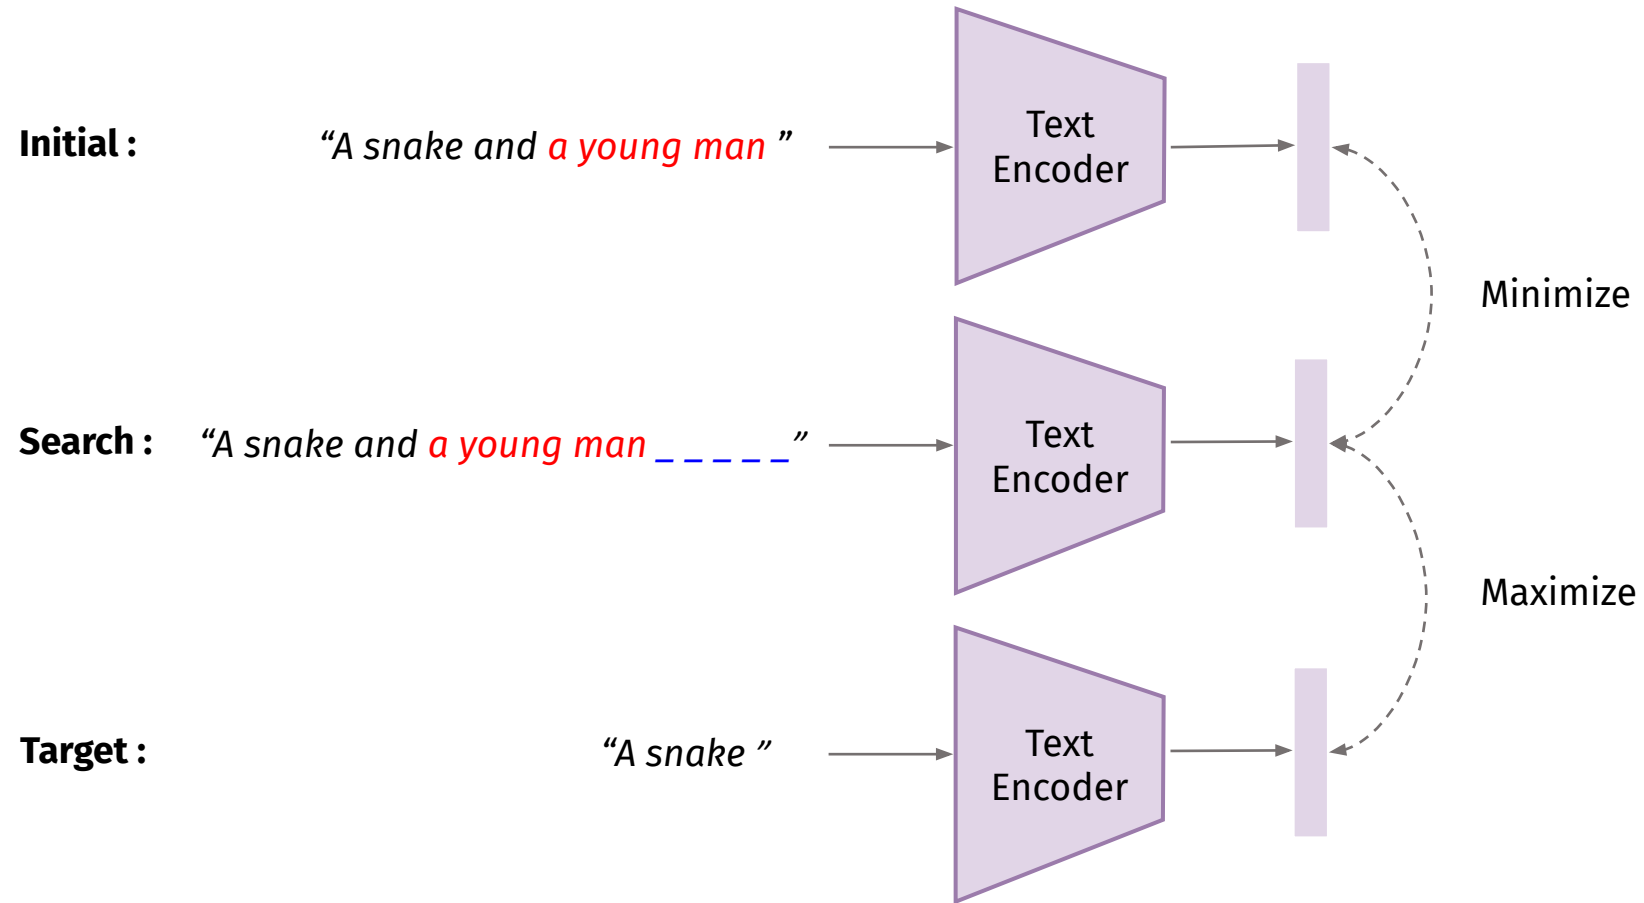 Initial :
“A snake and a young man ”
Text
Encoder
Minimize
Search :
“A snake and a young man _ _ _ _ _”
Text
Encoder
Maximize
Target :
“A snake ”
Text
Encoder